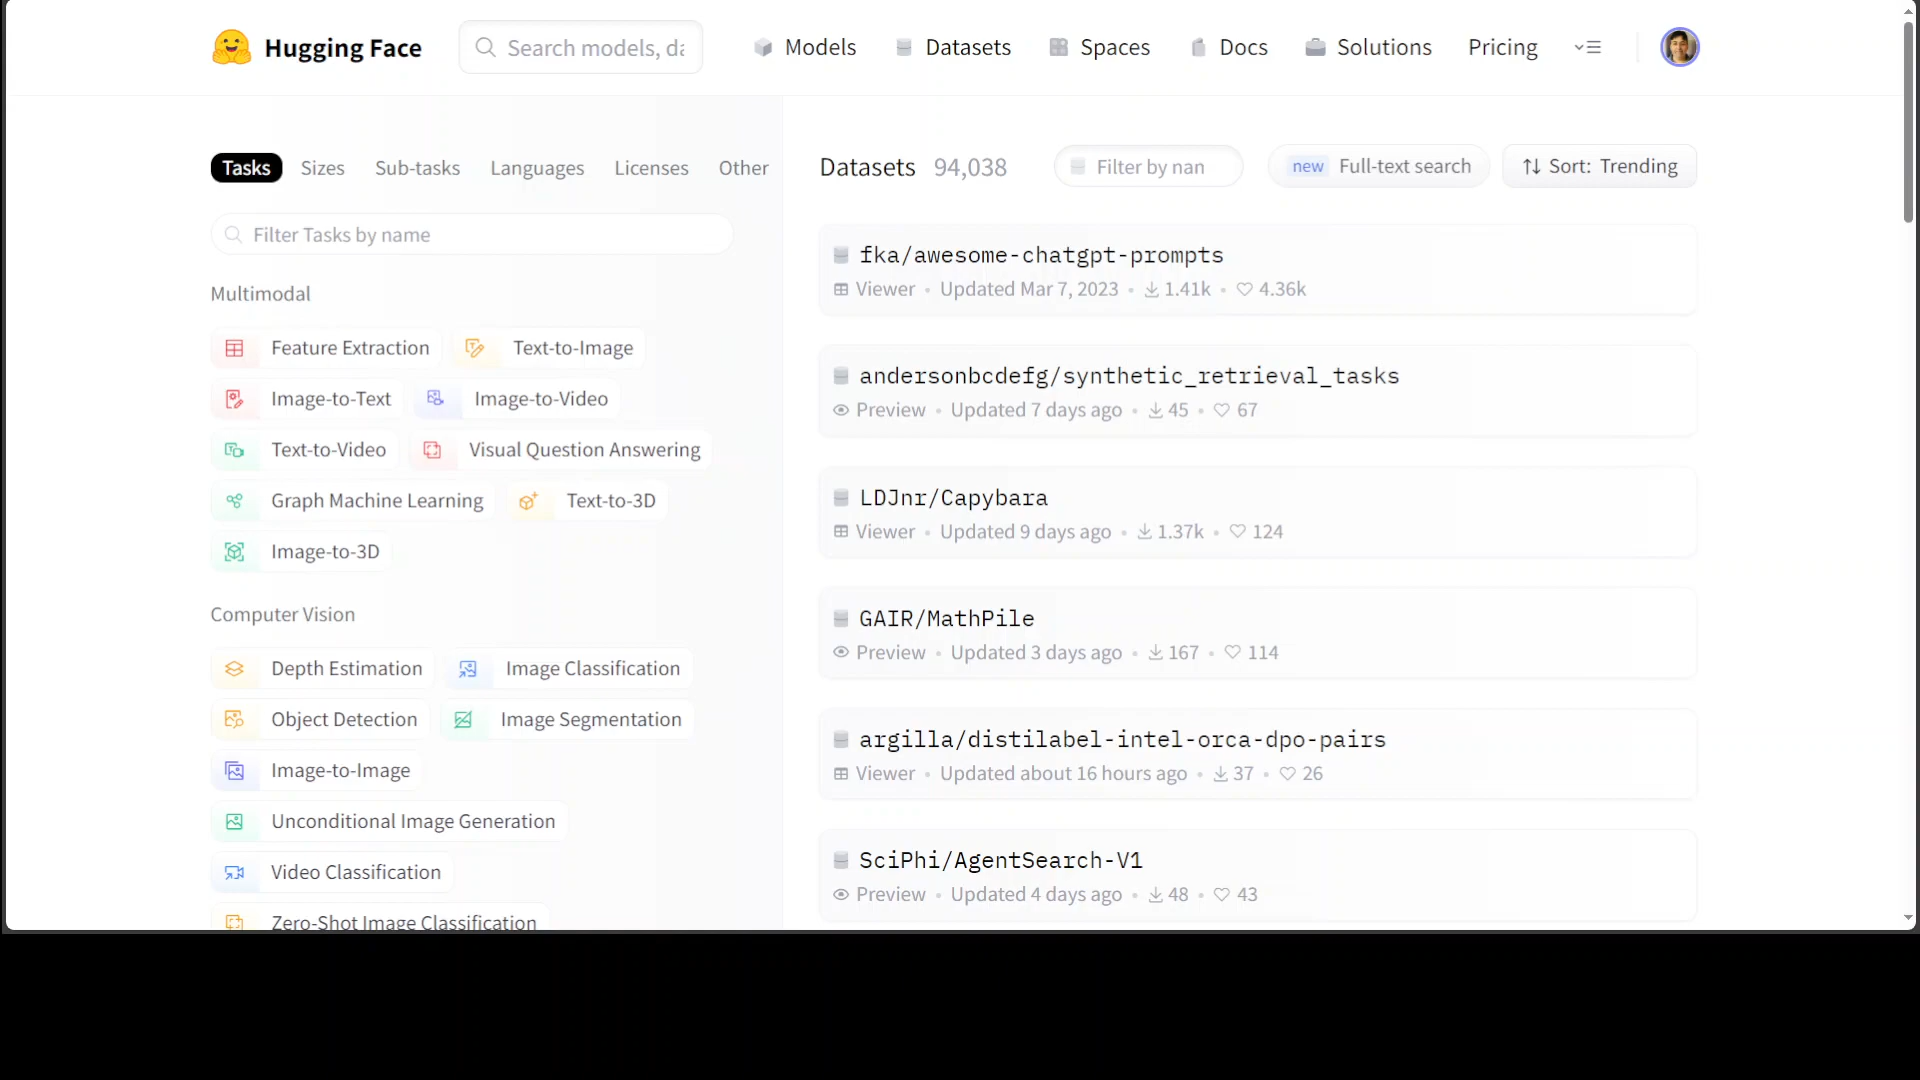 Hugging Face
Search models, da
Models
Datasets
Spaces
Docs
Solutions
Pricing
Tasks
Sizes
Sub-tasks
Languages
Licenses
Other
Filter Tasks by name
Multimodal
Feature Extraction
Text-to-Image
Image-to-Text
Image-to-Video
Text-to-Video
Visual Question Answering
Graph Machine Learning
Text-to-3D
Image-to-3D
Computer Vision
Depth Estimation
Image Classification
Object Detection
Image Segmentation
Image-to-Image
Unconditional Image Generation
Video Classification
Zero-Shot Image Classification
Datasets 94,038
Filter by nan
new Full-text search
Sort: Trending
fka/awesome-chatgpt-prompts
Viewer • Updated Mar 7, 2023 • 1.41k • 4.36k
andersonbcdefg/synthetic_retrieval_tasks
Preview • Updated 7 days ago • 45 • 67
LDJnr/Capybara
Viewer • Updated 9 days ago • 1.37k • 124
GAIR/MathPile
Preview • Updated 3 days ago • 167 • 114
argilla/distilabel-intel-orca-dpo-pairs
Viewer • Updated about 16 hours ago • 37 • 26
SciPhi/AgentSearch-V1
Preview • Updated 4 days ago • 48 • 43